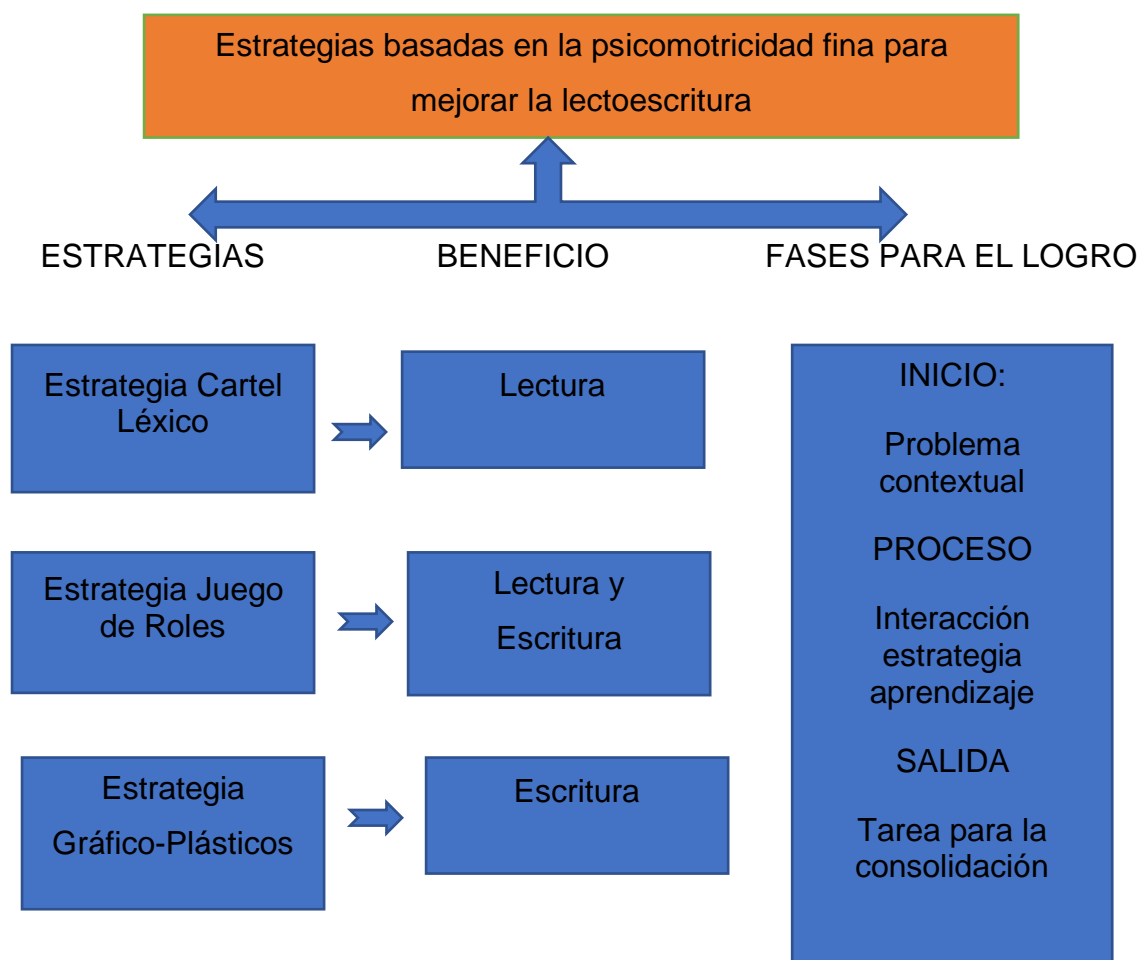 Estrategias basadas en la psicomotricidad fina para
mejorar la lectoescritura
ESTRATEGIAS
BENEFICIO
FASES PARA EL LOGRO
Estrategia Cartel
Léxico
Lectura
Estrategia Juego
de Roles
Lectura y
Escritura
Estrategia
Gráfico-Plásticos
Escritura
INICIO:
Problema
contextual
PROCESO
Interacción
estrategia
aprendizaje
SALIDA
Tarea para la
consolidación